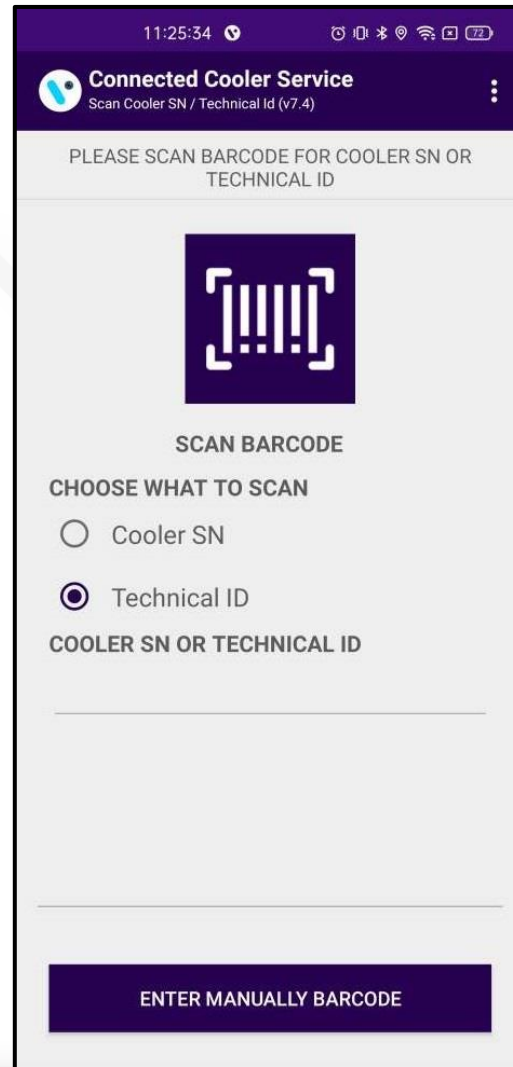 11:25:34
72
Connected Cooler Service
Scan Cooler SN / Technical Id (v7.4)
PLEASE SCAN BARCODE FOR COOLER SN OR
TECHNICAL ID
SCAN BARCODE
CHOOSE WHAT TO SCAN
Cooler SN
Technical ID
COOLER SN OR TECHNICAL ID
ENTER MANUALLY BARCODE